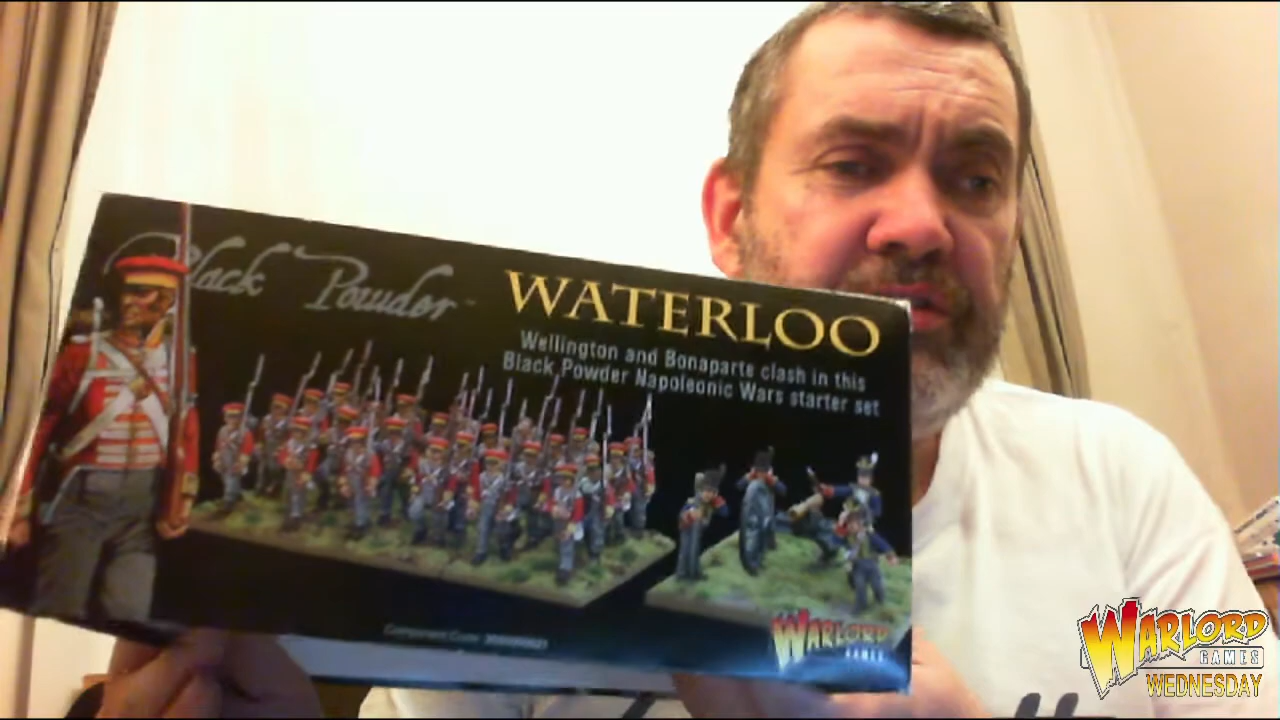 Black Powder
WATERLOO
Wellington and Bonaparte clash in this
Black Powder Napoleonic Wars starter set
WARLORD
GAMES
WARLORD
GAMES
WEDNESDAY